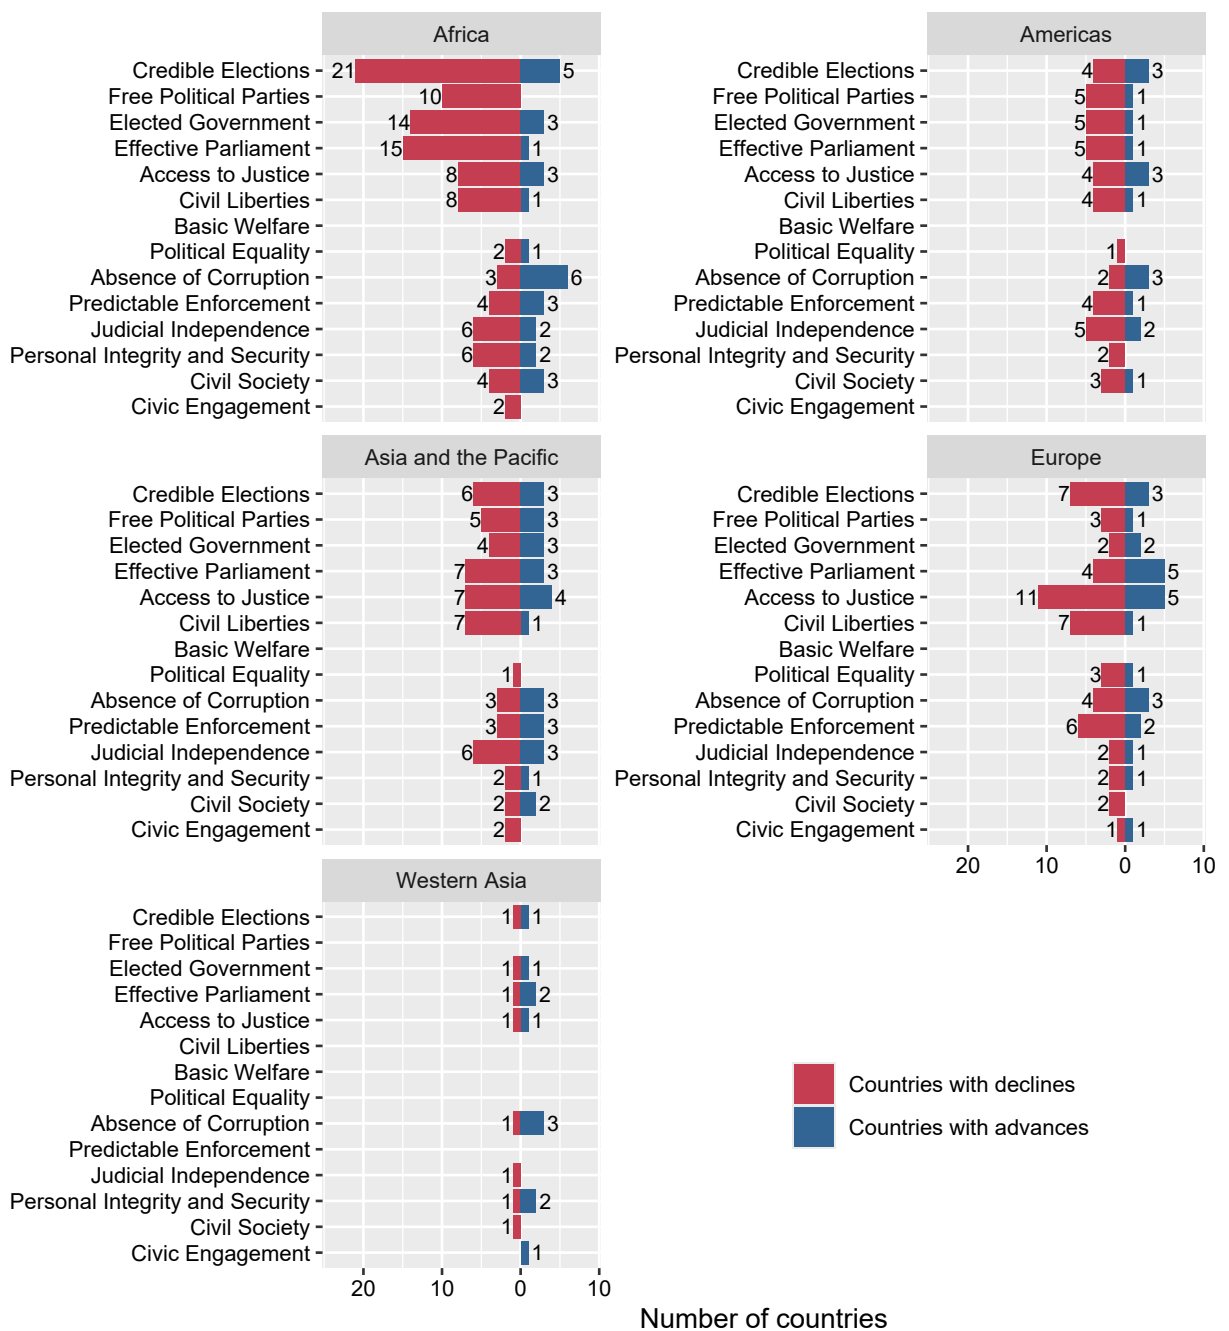 Africa
21 Credible Elections 5
10 Free Political Parties
14 Elected Government 3
15 Effective Parliament 1
8 Access to Justice 3
8 Civil Liberties 1
Basic Welfare
2 Political Equality 1
3 Absence of Corruption 6
4 Predictable Enforcement 3
6 Judicial Independence 2
6 Personal Integrity and Security 2
4 Civil Society 3
2 Civic Engagement
Americas
Credible Elections 4 3
Free Political Parties 5 1
Elected Government 5 1
Effective Parliament 5 1
Access to Justice 4 3
Civil Liberties 4 1
Basic Welfare
Political Equality 1
Absence of Corruption 2 3
Predictable Enforcement 4 1
Judicial Independence 5 2
Personal Integrity and Security 2
Civil Society 3 1
Civic Engagement
Asia and the Pacific
Credible Elections 6 3
Free Political Parties 5 3
Elected Government 4 3
Effective Parliament 7 3
Access to Justice 7 4
Civil Liberties 7 1
Basic Welfare
Political Equality 1
Absence of Corruption 3 3
Predictable Enforcement 3 3
Judicial Independence 6 3
Personal Integrity and Security 2 1
Civil Society 2 2
Civic Engagement 2
Europe
Credible Elections 7 3
Free Political Parties 3 1
Elected Government 2 2
Effective Parliament 4 5
Access to Justice 11 5
Civil Liberties 7 1
Basic Welfare
Political Equality 3 1
Absence of Corruption 4 3
Predictable Enforcement 6 2
Judicial Independence 2 1
Personal Integrity and Security 2 1
Civil Society 2
Civic Engagement 1 1
20 10 0 10
Western Asia
Credible Elections 1 1
Free Political Parties
Elected Government 1 1
Effective Parliament 1 2
Access to Justice 1 1
Civil Liberties
Basic Welfare
Political Equality
Absence of Corruption 1 3
Predictable Enforcement
Judicial Independence 1
Personal Integrity and Security 1 2
Civil Society 1
Civic Engagement 1
20 10 0 10
Countries with declines
Countries with advances
Number of countries